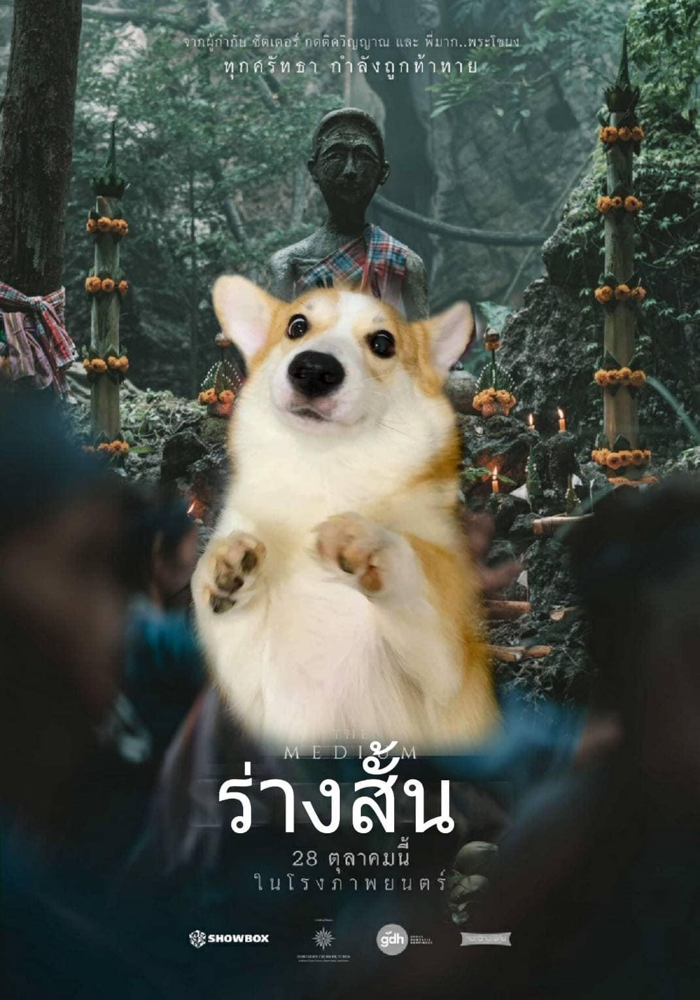 จากผู้กำกับ ชัตเตอร์ กดติดวิญญาณ และ พี่มาก..พระโขนง
ทุกศรัทธา กำลังถูกท้าทาย
THE
MEDIUM
ร่างสั้น
28 ตุลาคมนี้
ในโรงภาพยนตร์
SHOWBOX
gdh